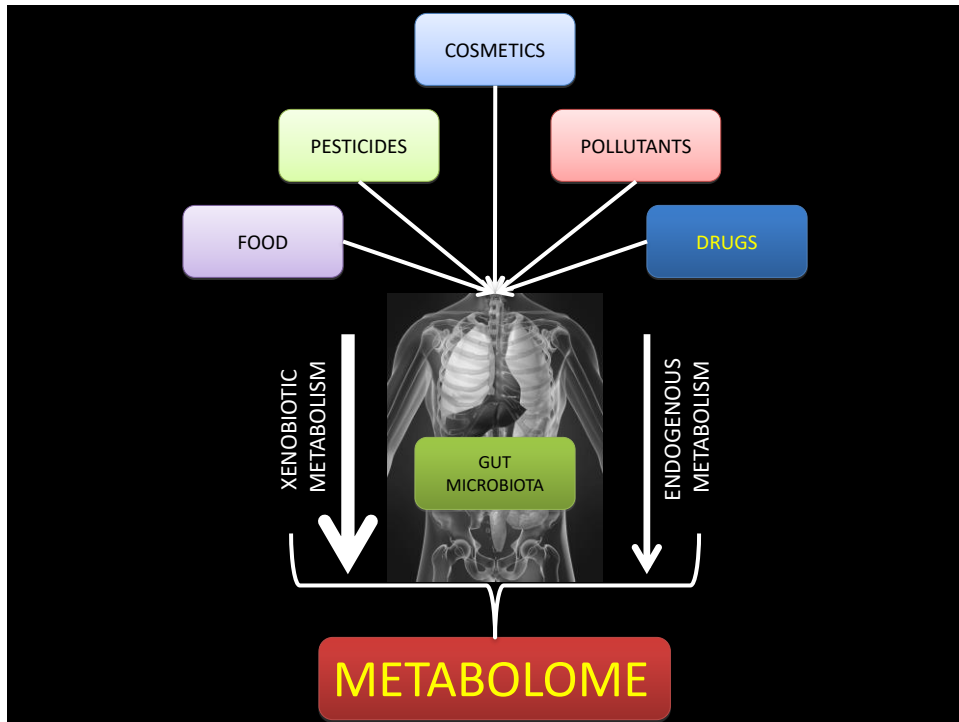 COSMETICS
PESTICIDES
POLLUTANTS
FOOD
DRUGS
XENOBIOTIC
METABOLISM
GUT
MICROBIOTA
ENDOGENOUS
METABOLISM
METABOLOME